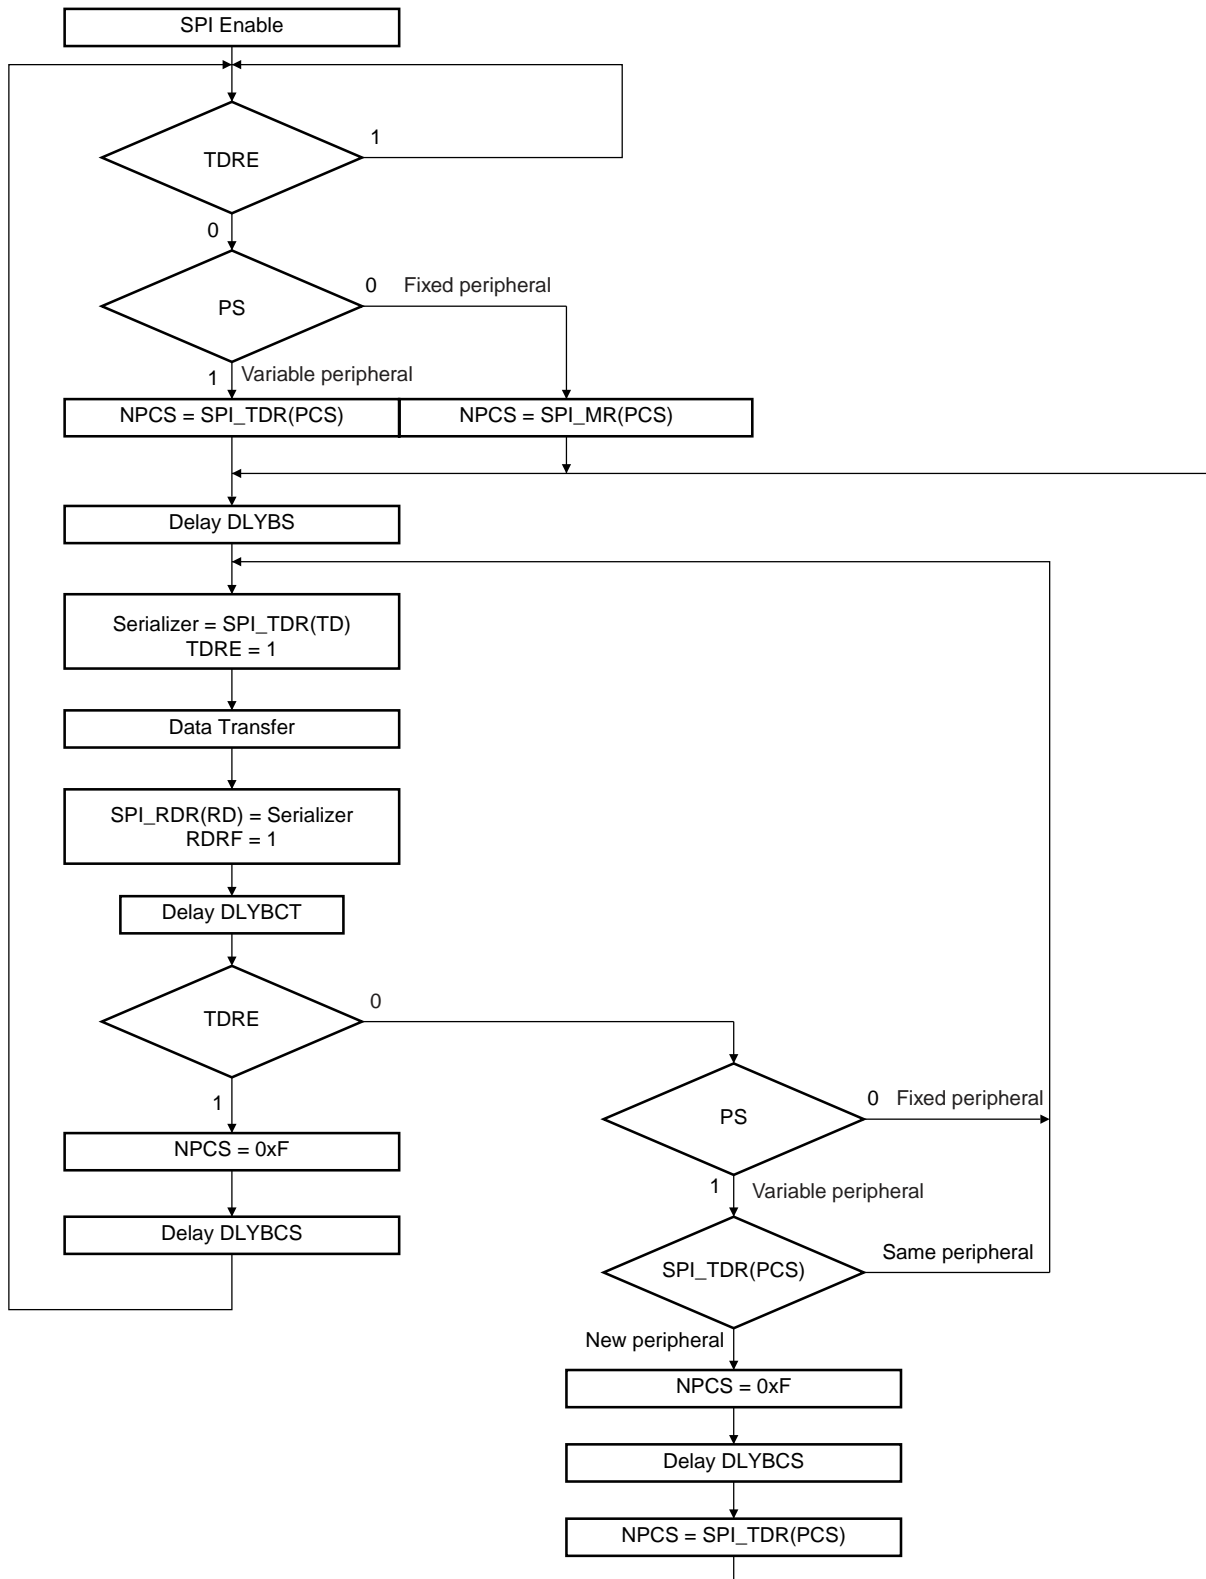 SPI Enable
TDRE
1
0
PS
0 Fixed peripheral
1 Variable peripheral
NPCS = SPI_TDR(PCS)
NPCS = SPI_MR(PCS)
Delay DLYBS
Serializer = SPI_TDR(TD)
TDRE = 1
Data Transfer
SPI_RDR(RD) = Serializer
RDRF = 1
Delay DLYBCT
TDRE
0
1
NPCS = 0xF
Delay DLYBCS
PS
0 Fixed peripheral
1 Variable peripheral
SPI_TDR(PCS)
Same peripheral
New peripheral
NPCS = 0xF
Delay DLYBCS
NPCS = SPI_TDR(PCS)